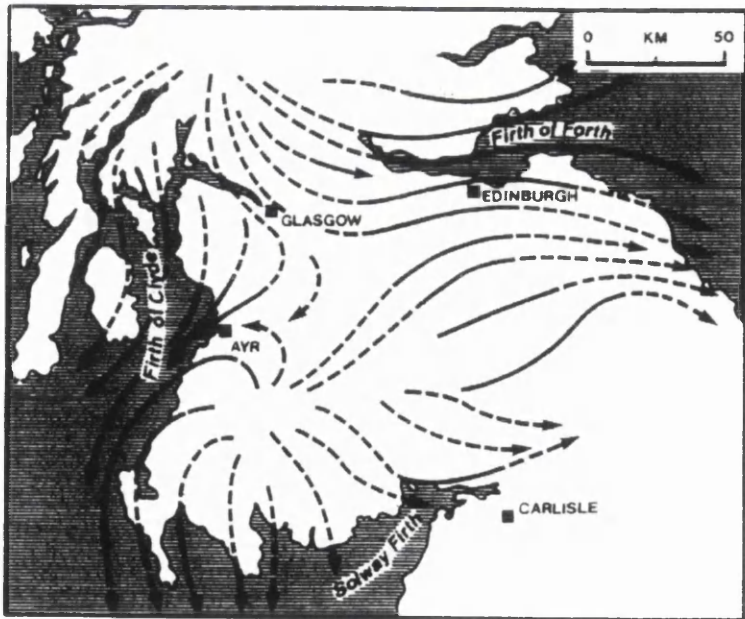 0 KM 50
Firth of Forth
EDINBURGH
GLASGOW
Firth of Clyde
AYR
CARLISLE
Solway Firth